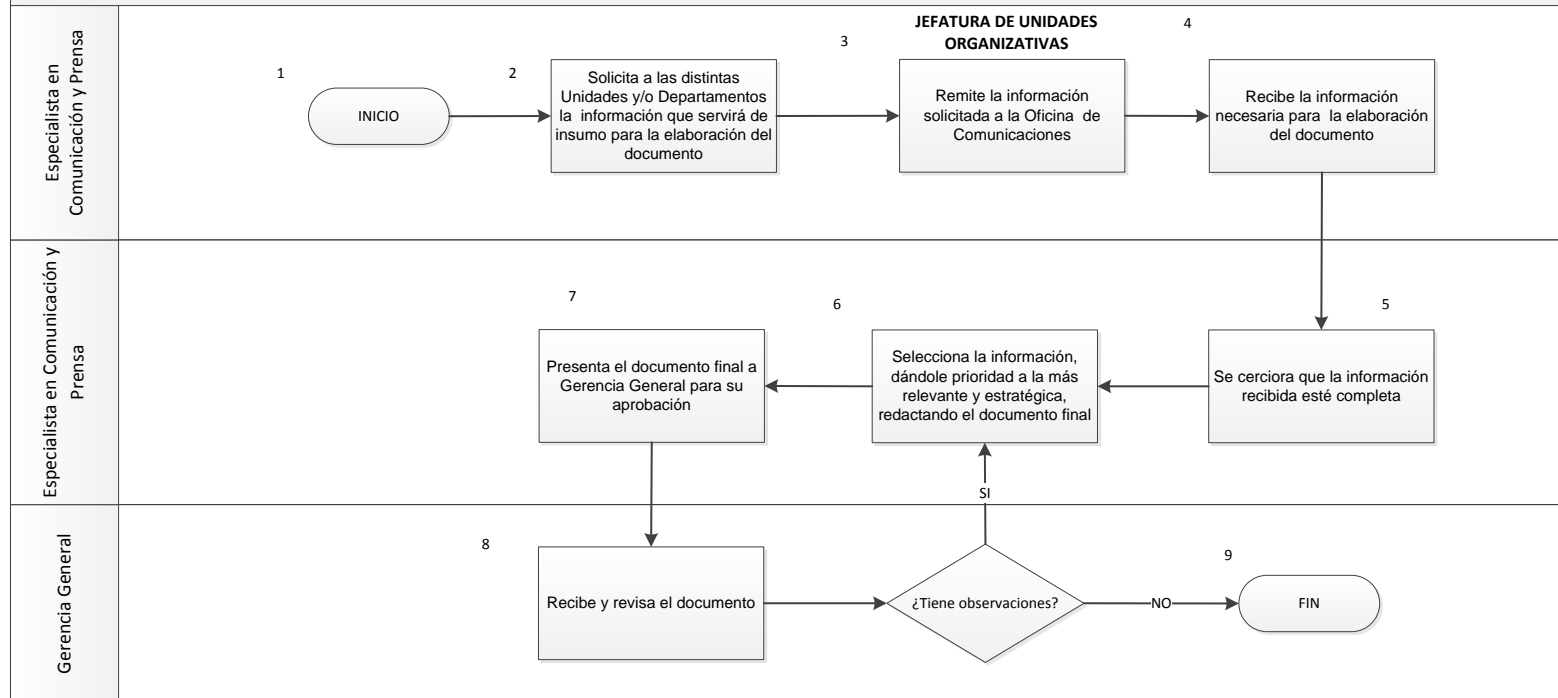 Especialista en
Comunicación y Prensa
1
INICIO
2
Solicita a las distintas
Unidades y/o Departamentos
la información que servirá de
insumo para la elaboración del
documento
3
JEFATURA DE UNIDADES
ORGANIZATIVAS
Remite la información
solicitada a la Oficina de
Comunicaciones
4
Recibe la información
necesaria para la elaboración
del documento
Especialista en Comunicación y
Prensa
5
Se cerciora que la información
recibida esté completa
6
Selecciona la información,
dándole prioridad a la más
relevante y estratégica,
redactando el documento final
7
Presenta el documento final a
Gerencia General para su
aprobación
SI
Gerencia General
8
Recibe y revisa el documento
¿Tiene observaciones?
NO
9
FIN